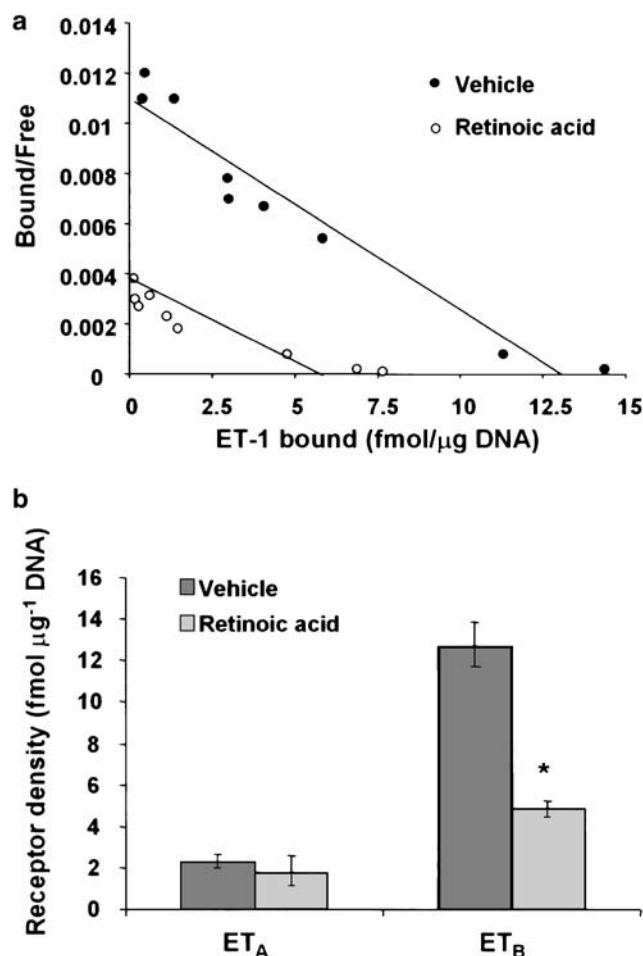 a
Bound/Free
0.014
0.012
0.01
0.008
0.006
0.004
0.002
0
Vehicle
Retinoic acid
0 2.5 5 7.5 10 12.5 15
ET-1 bound (fmol/µg DNA)
b
Receptor density (fmol µg-1 DNA)
16
14
12
10
8
6
4
2
0
Vehicle
Retinoic acid
*
ETA ETB